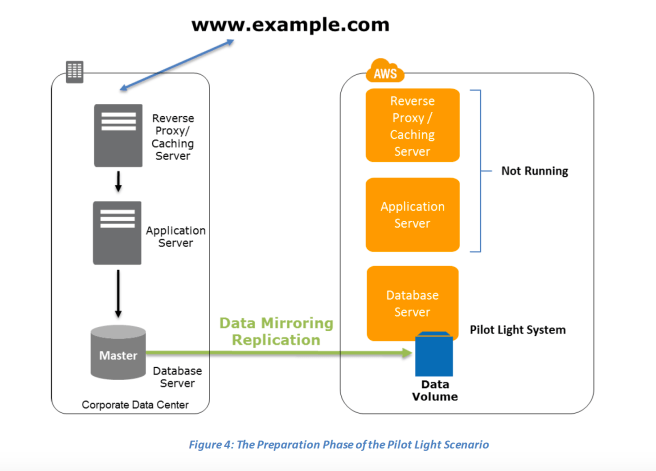 www.example.com
Reverse
Proxy/
Caching
Server
Application
Server
Master
Database
Server
Corporate Data Center
Data Mirroring
Replication
AWS
Reverse
Proxy /
Caching
Server
Not Running
Application
Server
Database
Server
Pilot Light System
Data
Volume
Figure 4: The Preparation Phase of the Pilot Light Scenario